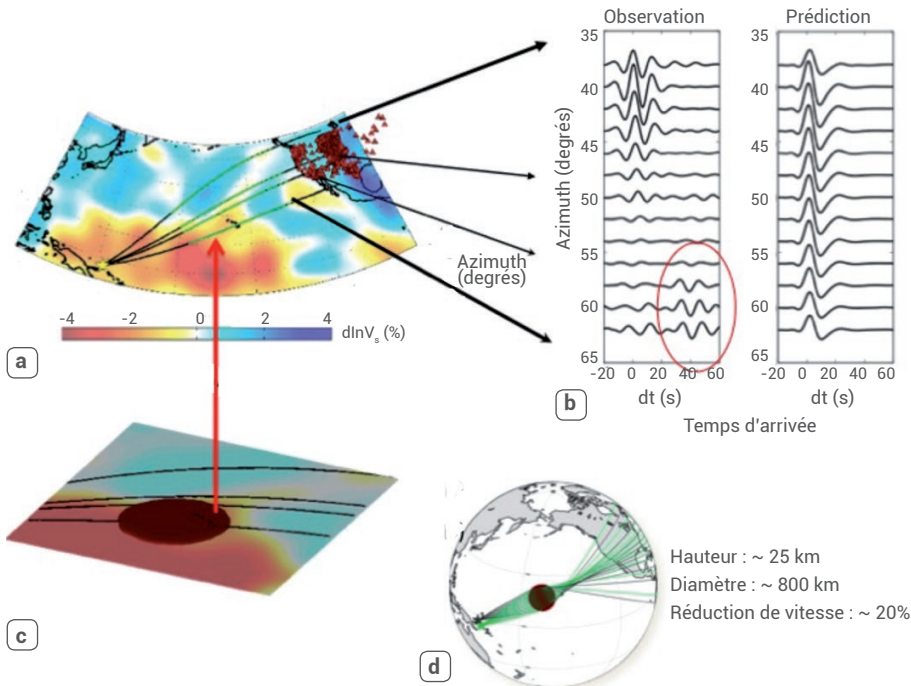 Observation
Prédiction
35
40
45
50
55
60
65
Azimuth (degrés)
-20 0 20 40 60
dt (s)
35
40
45
50
55
60
65
-20 0 20 40 60
dt (s)
Temps d'arrivée
b
Azimuth
(degrés)
-4 -2 0 2 4
dlnVs (%)
a
c
d
Hauteur : ~ 25 km
Diamètre : ~ 800 km
Réduction de vitesse : ~ 20%